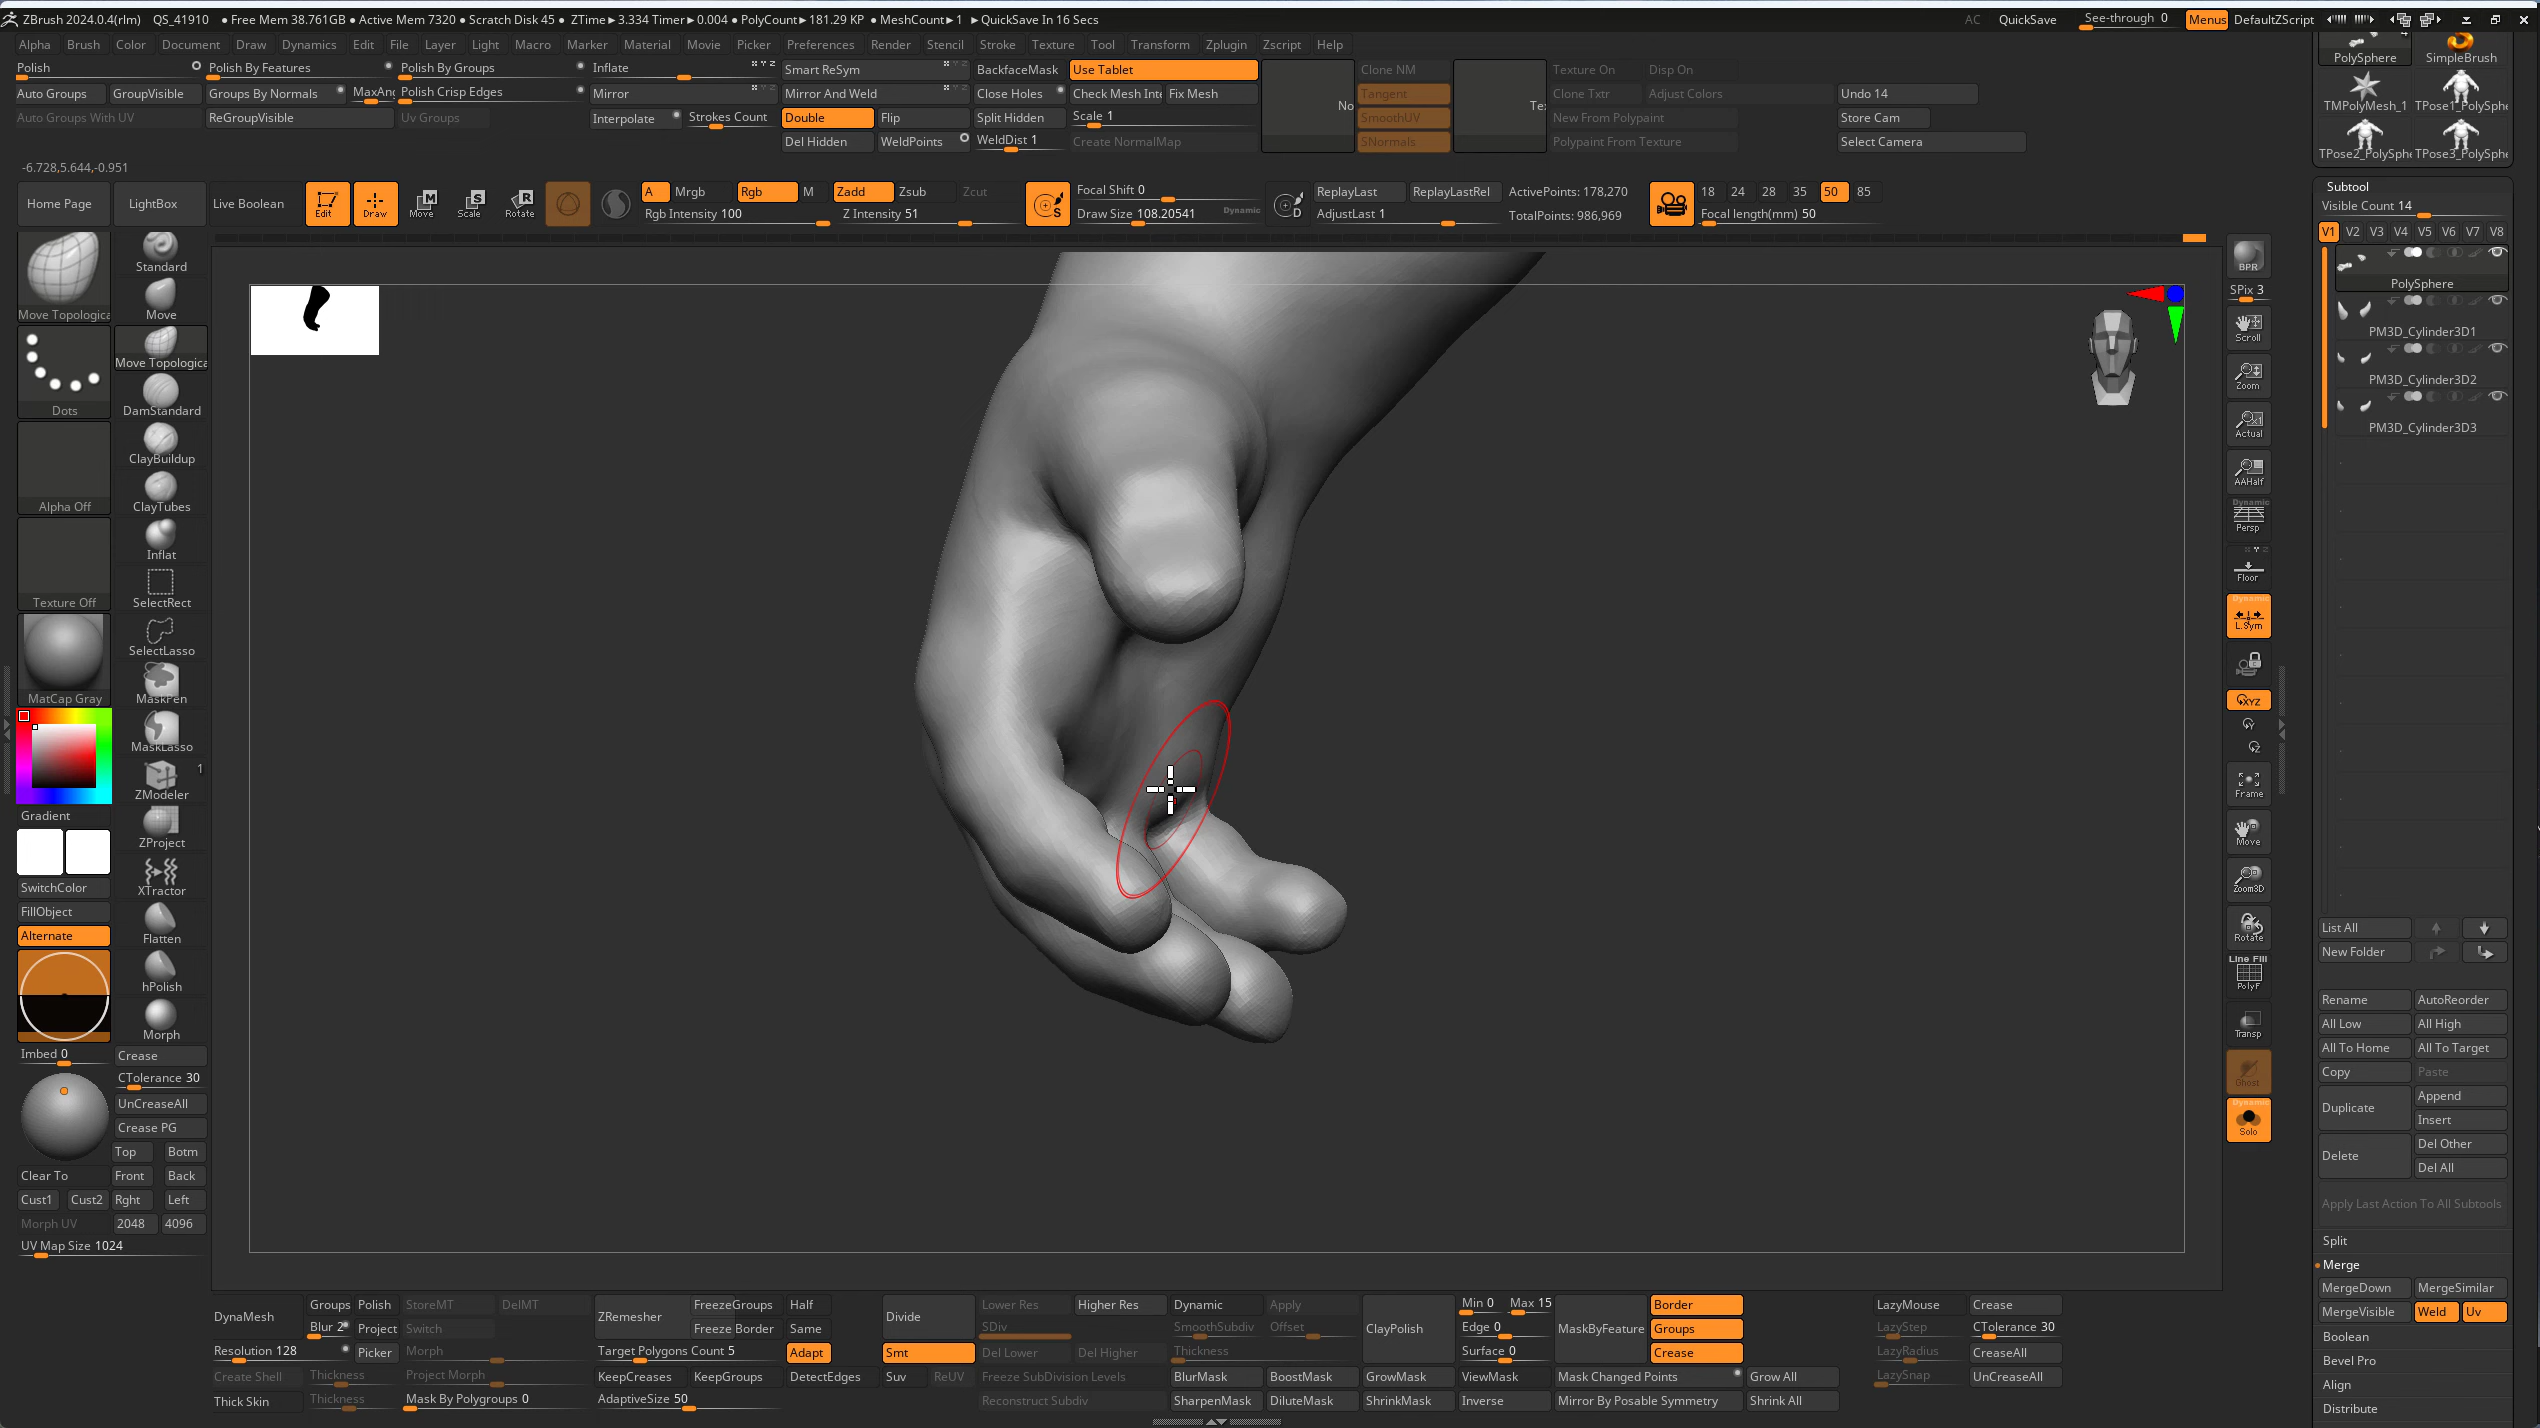 ZBrush 2024.0.4(rlm) QS_41910 ● Free Mem 38.761GB ● Active Mem 7320 ● Scratch Disk 45 ● ZTime►3.334 Timer►0.004 ● PolyCount►181.29 KP ● MeshCount►1 ►QuickSave In 16 Secs AC QuickSave See-through 0 Menus DefaultZScript
Alpha Brush Color Document Draw Dynamics Edit File Layer Light Macro Marker Material Movie Picker Preferences Render Stencil Stroke Texture Tool Transform Zplugin Zscript Help
Polish Polish By Features Polish By Groups Inflate Smart ReSym BackfaceMask Use Tablet Clone NM Texture On Disp On
Auto Groups GroupVisible Groups By Normals MaxAn Polish Crisp Edges Mirror Mirror And Weld Close Holes Check Mesh Inte Fix Mesh Tangent Clone Txtr Adjust Colors Undo 14
No Te:
Auto Groups With UV ReGroupVisible Uv Groups Interpolate Strokes Count Double Flip Split Hidden Scale 1 SmoothUV New From Polypaint Store Cam
Del Hidden WeldPoints WeldDist 1 Create NormalMap SNormals Polypaint From Texture Select Camera
-6.728,5.644,-0.951
Home Page LightBox Live Boolean Edit Draw Move Scale Rotate A Mrgb Rgb M Zadd Zsub Zcut Focal Shift 0 ReplayLast ReplayLastRel ActivePoints: 178,270 18 24 28 35 50 85
Rgb Intensity 100 Z Intensity 51 S Draw Size 108.20541 Dynamic D AdjustLast 1 TotalPoints: 986,969 Focal length(mm) 50
Move Topologica
Dots
Alpha Off
Texture Off
MatCap Gray
Gradient
SwitchColor
FillObject
Alternate
Imbed 0
Standard
Move
Move Topologica
DamStandard
ClayBuildup
ClayTubes
Inflat
SelectRect
SelectLasso
MaskPen
MaskLasso
1
ZModeler
ZProject
XTractor
Flatten
hPolish
Morph
Crease
CTolerance 30
UnCreaseAll
Crease PG
Top Botm
Clear To Front Back
Cust1 Cust2 Rght Left
Morph UV 2048 4096
UV Map Size 1024
BPR
SPix 3
Scroll
Zoom
Actual
AAHalf
Dynamic
Persp
Floor
Dynamic
L.Sym
XYZ
Y
Z
Frame
Move
Zoom3D
Rotate
Line Fill
PolyF
Transp
Ghost
Dynamic
Solo
4
PolySphere SimpleBrush
TMPolyMesh_1 TPose1_PolySphe
TPose2_PolySphe TPose3_PolySphe
Subtool
Visible Count 14
V1 V2 V3 V4 V5 V6 V7 V8
PolySphere
PM3D_Cylinder3D1
PM3D_Cylinder3D2
PM3D_Cylinder3D3
List All
New Folder
Rename AutoReorder
All Low All High
All To Home All To Target
Copy Paste
Duplicate Append
Insert
Delete Del Other
Del All
Apply Last Action To All Subtools
Split
Merge
MergeDown MergeSimilar
MergeVisible Weld Uv
Boolean
Bevel Pro
Align
Distribute
DynaMesh Groups Polish StoreMT DelMT ZRemesher FreezeGroups Half Divide Lower Res Higher Res Dynamic Apply ClayPolish Min 0 Max 15 MaskByFeature Border LazyMouse Crease
Blur 2 Project Switch Freeze Border Same SDiv SmoothSubdiv Offset Edge 0 Groups LazyStep CTolerance 30
Resolution 128 Picker Morph Target Polygons Count 5 Adapt Smt Del Lower Del Higher Thickness Surface 0 Crease LazyRadius CreaseAll
Create Shell Thickness Project Morph KeepCreases KeepGroups DetectEdges Suv ReUV Freeze SubDivision Levels BlurMask BoostMask GrowMask ViewMask Mask Changed Points Grow All LazySnap UnCreaseAll
Thick Skin Thickness Mask By Polygroups 0 AdaptiveSize 50 Reconstruct Subdiv SharpenMask DiluteMask ShrinkMask Inverse Mirror By Posable Symmetry Shrink All